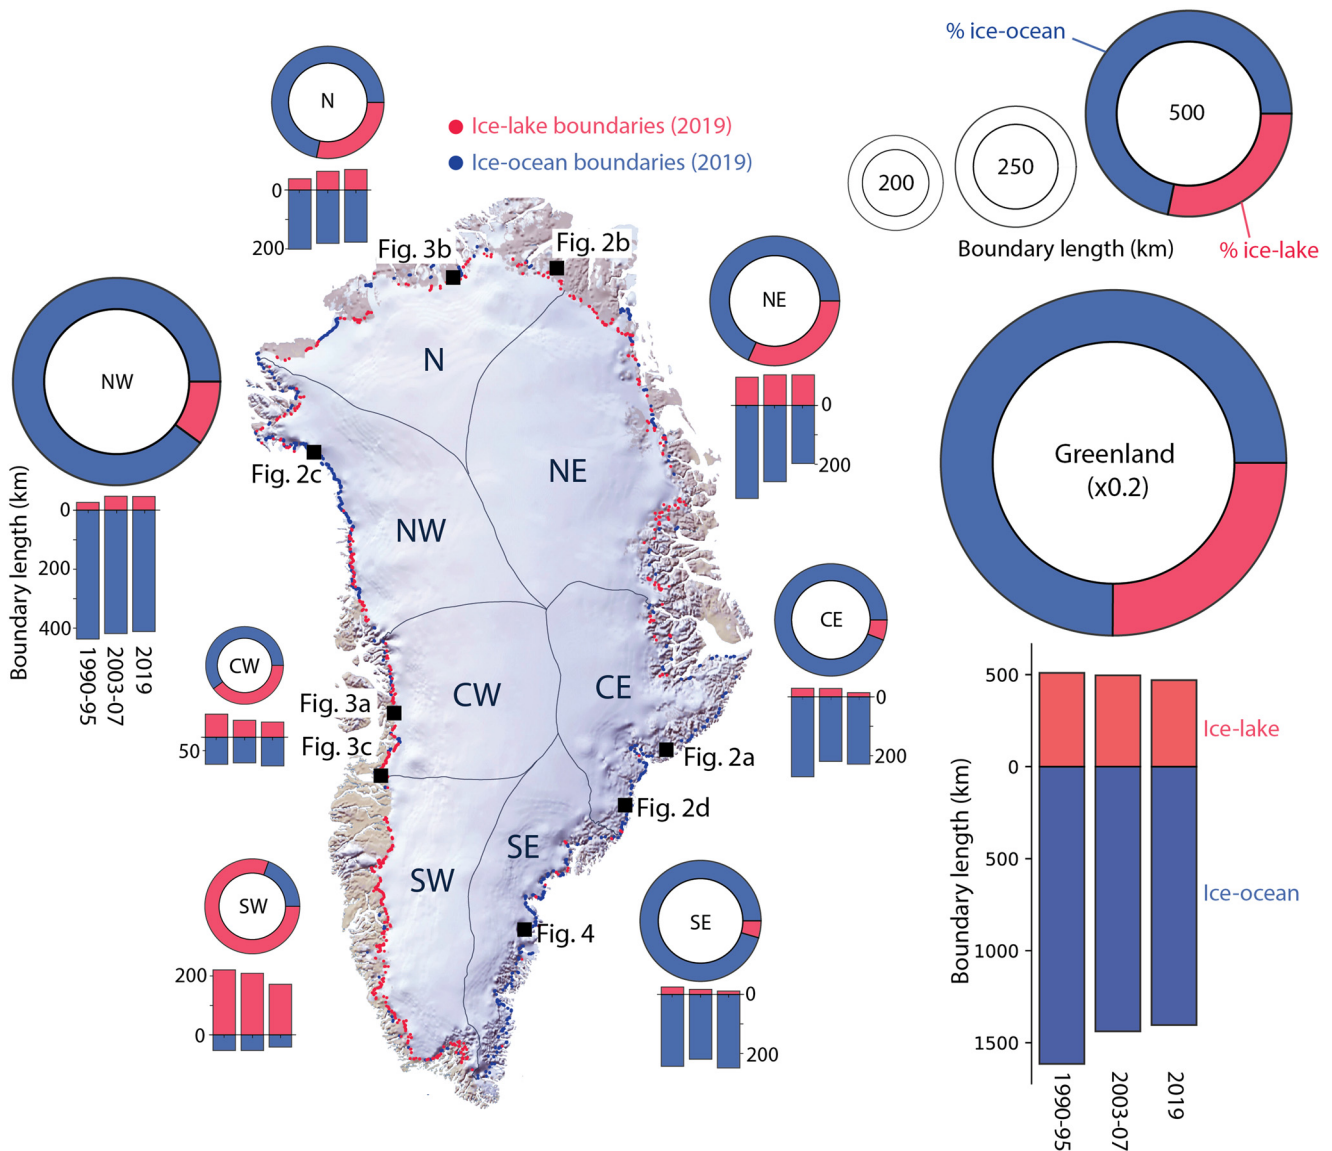 % ice-ocean
500
200
250
Boundary length (km)
% ice-lake
N
0
200
Ice-lake boundaries (2019)
Ice-ocean boundaries (2019)
Fig. 3b
Fig. 2b
NE
0
200
NW
Boundary length (km)
0
200
400
1990-95
2003-07
2019
Fig. 2c
N
NE
NW
CW
CE
SE
SW
Greenland
(x0.2)
CE
0
200
CW
50
Fig. 3a
Fig. 3c
Fig. 2a
Fig. 2d
Fig. 4
SW
200
0
SE
0
200
Boundary length (km)
500
0
500
1000
1500
Ice-lake
Ice-ocean
1990-95
2003-07
2019